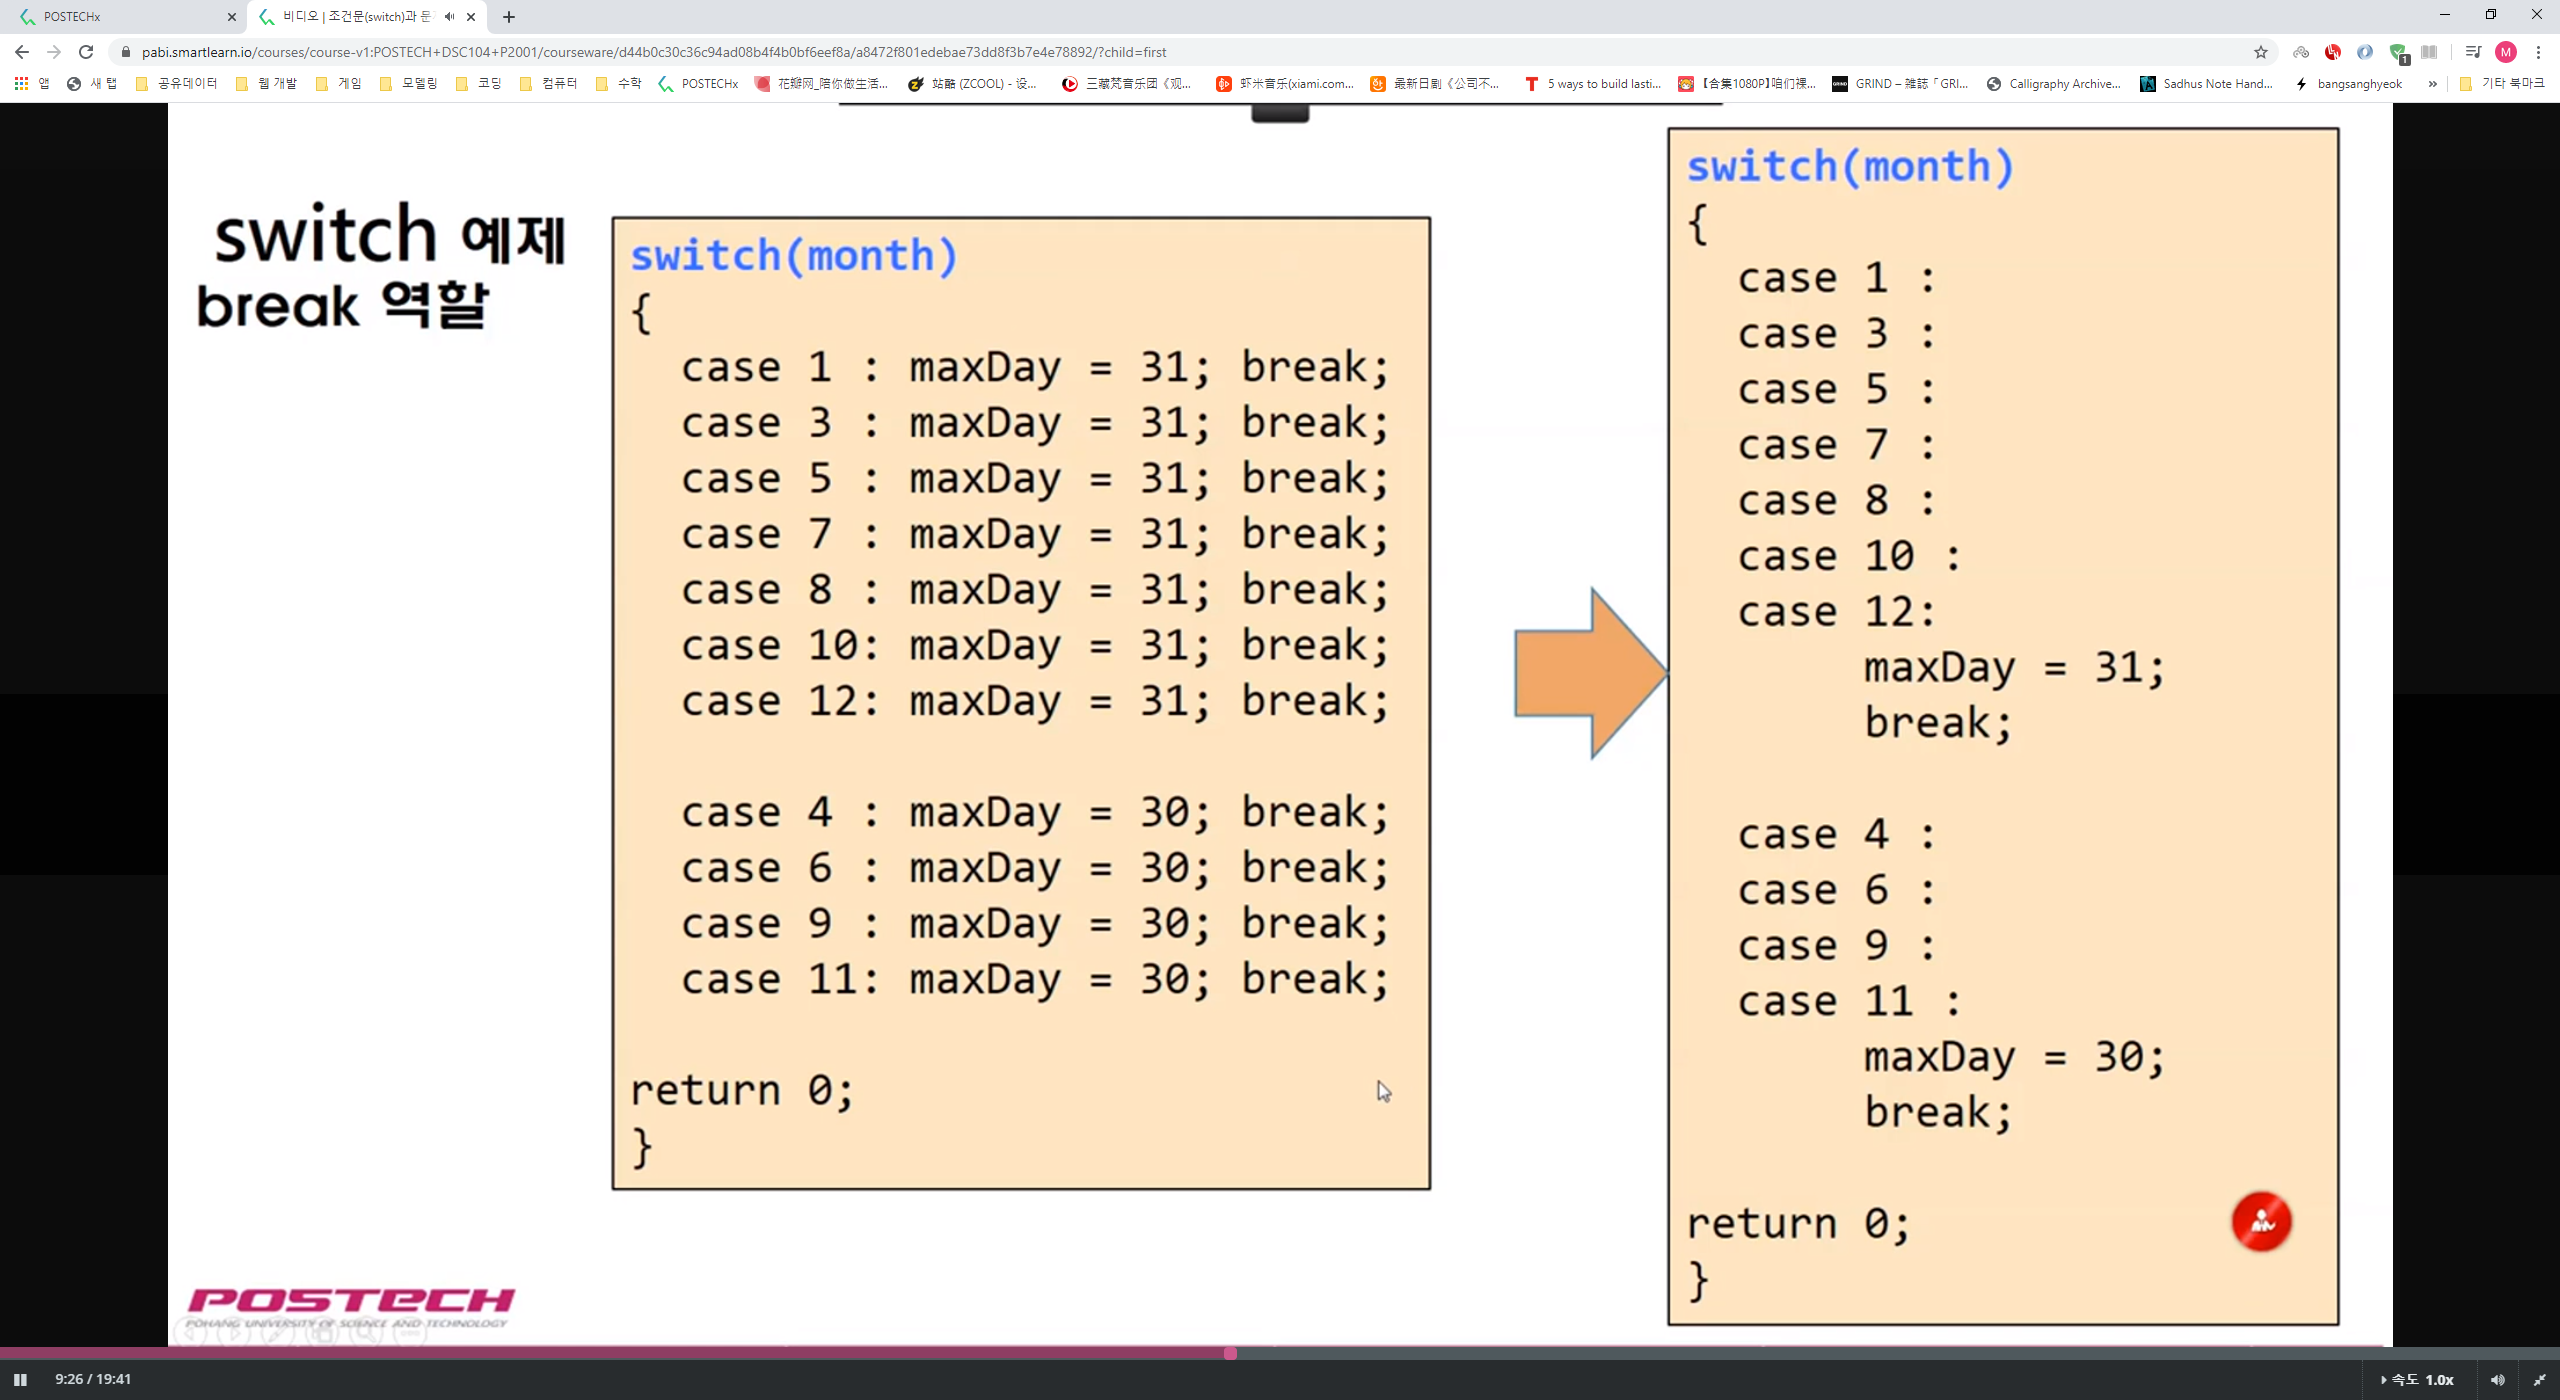 POSTECHx
비디오 | 조건문(switch)과 문
pabi.smartlearn.io/courses/course-v1:POSTECH+DSC104+P2001/courseware/d44b0c30c36c94ad08b4f4b0bf6eef8a/a8472f801edebae73dd8f3b7e4e78892/?child=first
1
M
앱 새 탭 공유데이터 웹 개발 게임 모델링 코딩 컴퓨터 수학 POSTECHx 花瓣网_陪你做生活... 站酷 (ZCOOL) - 设... 三藏梵音乐团《观... 虾米音乐(xiami.com... 最新日剧《公司不... 5 ways to build lasti... 【合集1080P】咱们裸... GRIND – 雑誌「GRI... Calligraphy Archive... Sadhus Note Hand... bangsanghyeok » 기타 북마크
switch 예제
break 역할
switch(month)
{
case 1 : maxDay = 31; break;
case 3 : maxDay = 31; break;
case 5 : maxDay = 31; break;
case 7 : maxDay = 31; break;
case 8 : maxDay = 31; break;
case 10: maxDay = 31; break;
case 12: maxDay = 31; break;
case 4 : maxDay = 30; break;
case 6 : maxDay = 30; break;
case 9 : maxDay = 30; break;
case 11: maxDay = 30; break;
return 0;
}
switch(month)
{
case 1 :
case 3 :
case 5 :
case 7 :
case 8 :
case 10 :
case 12:
maxDay = 31;
break;
case 4 :
case 6 :
case 9 :
case 11 :
maxDay = 30;
break;
return 0;
}
POSTECH
POHANG UNIVERSITY OF SCIENCE AND TECHNOLOGY
9:26 / 19:41
속도 1.0x